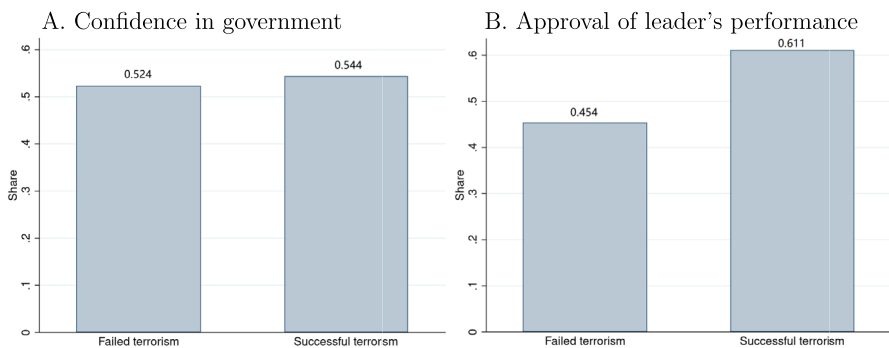 A. Confidence in government
Share
.6
.5
.4
.3
.2
.1
0
0.524
0.544
Failed terrorism
Successful terrorsm
B. Approval of leader's performance
Share
.6
.5
.4
.3
.2
.1
0
0.454
0.611
Failed terrorism
Successful terrorism